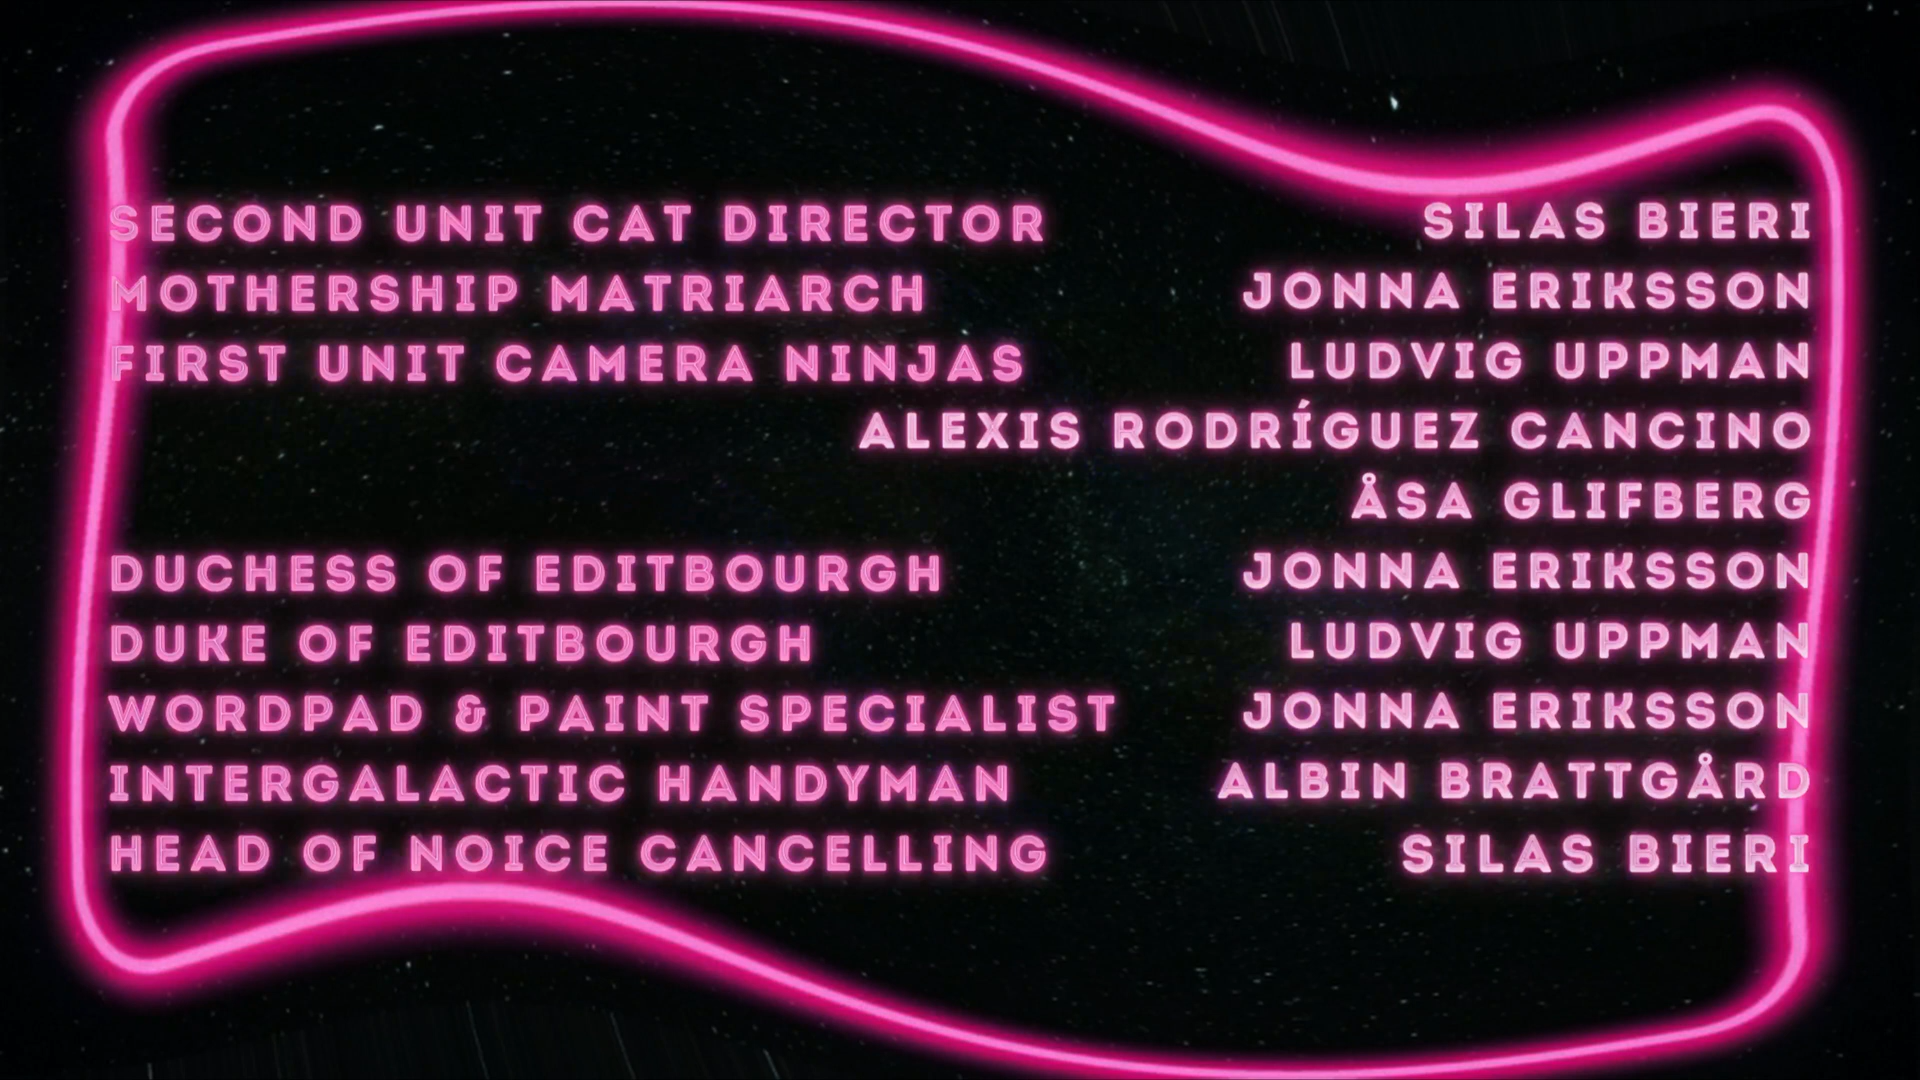 SECOND UNIT CAT DIRECTOR SILAS BIERI
MOTHERSHIP MATRIARCH JONNA ERIKSSON
FIRST UNIT CAMERA NINJAS LUDVIG UPPMAN
ALEXIS RODRÍGUEZ CANCINO
ÅSA GLIFBERG
DUCHESS OF EDITBOURGH JONNA ERIKSSON
DUKE OF EDITBOURGH LUDVIG UPPMAN
WORDPAD & PAINT SPECIALIST JONNA ERIKSSON
INTERGALACTIC HANDYMAN ALBIN BRATTGÅRD
HEAD OF NOICE CANCELLING SILAS BIERI